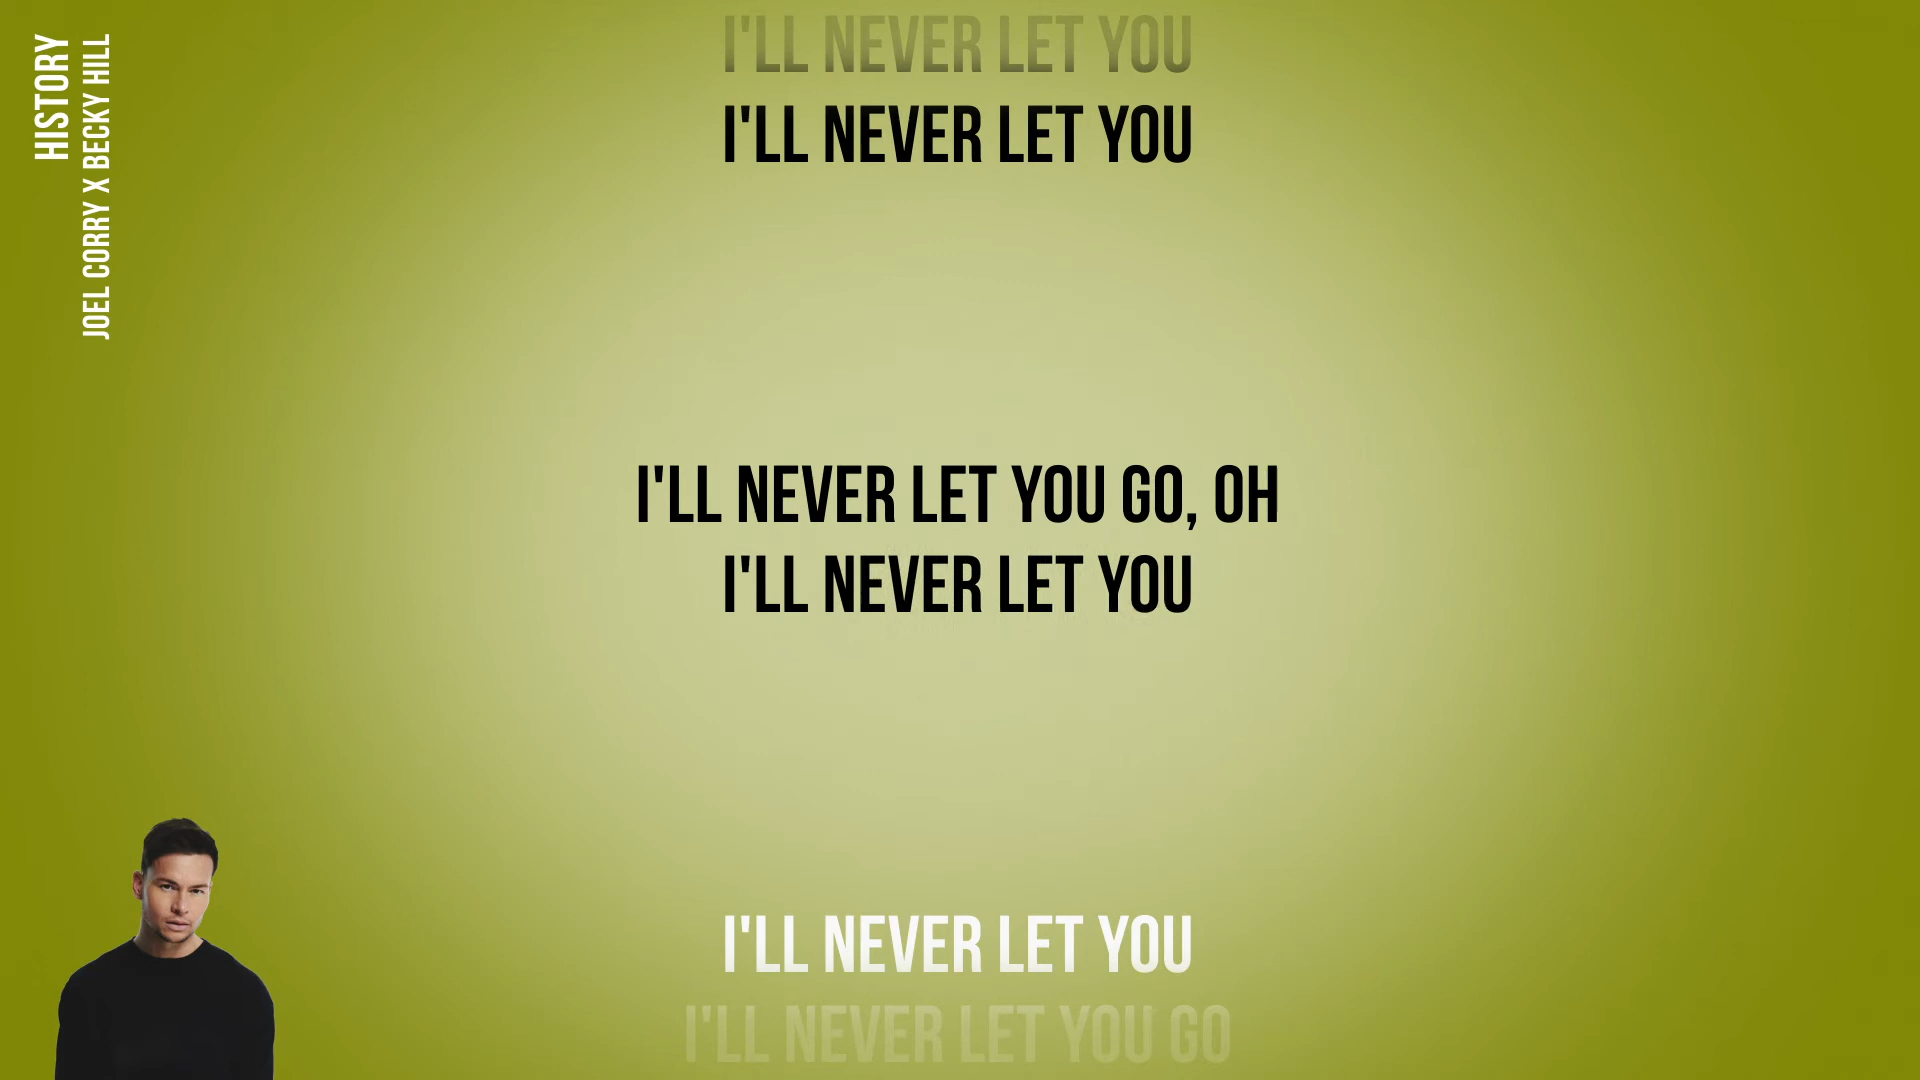 HISTORY
JOEL CORRY X BECKY HILL
I'LL NEVER LET YOU
I'LL NEVER LET YOU
I'LL NEVER LET YOU GO, OH
I'LL NEVER LET YOU
I'LL NEVER LET YOU
I'LL NEVER LET YOU GO